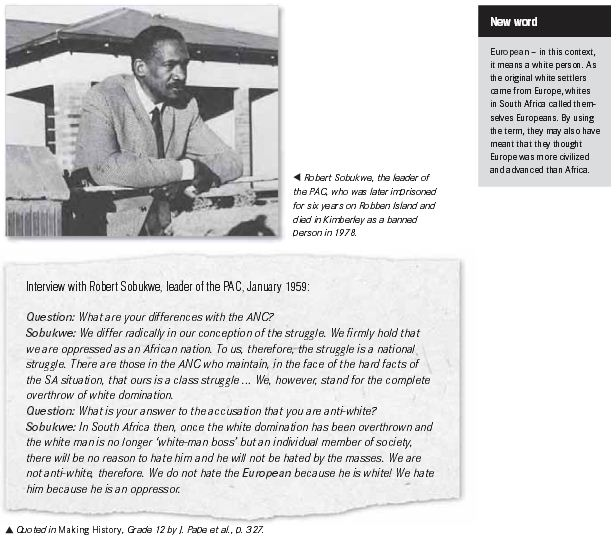 New word
European – in this context,
it means a white person. As
the original white settlers
came from Europe, whites
in South Africa called them-
selves Europeans. By using
the term, they may also have
meant that they thought
Europe was more civilized
and advanced than Africa.
◄ Robert Sobukwe, the leader of
the PAC, who was later imprisoned
for six years on Robben Island and
died in Kimberley as a banned
person in 1978.
Interview with Robert Sobukwe, leader of the PAC, January 1959:
Question: What are your differences with the ANC?
Sobukwe: We differ radically in our conception of the struggle. We firmly hold that
we are oppressed as an African nation. To us, therefore, the struggle is a national
struggle. There are those in the ANC who maintain, in the face of the hard facts of
the SA situation, that ours is a class struggle ... We, however, stand for the complete
overthrow of white domination.
Question: What is your answer to the accusation that you are anti-white?
Sobukwe: In South Africa then, once the white domination has been overthrown and
the white man is no longer 'white-man boss' but an individual member of society,
there will be no reason to hate him and he will not be hated by the masses. We are
not anti-white, therefore. We do not hate the European because he is white! We hate
him because he is an oppressor.
▲ Quoted in Making History, Grade 12 by J. Pape et al., p. 327.